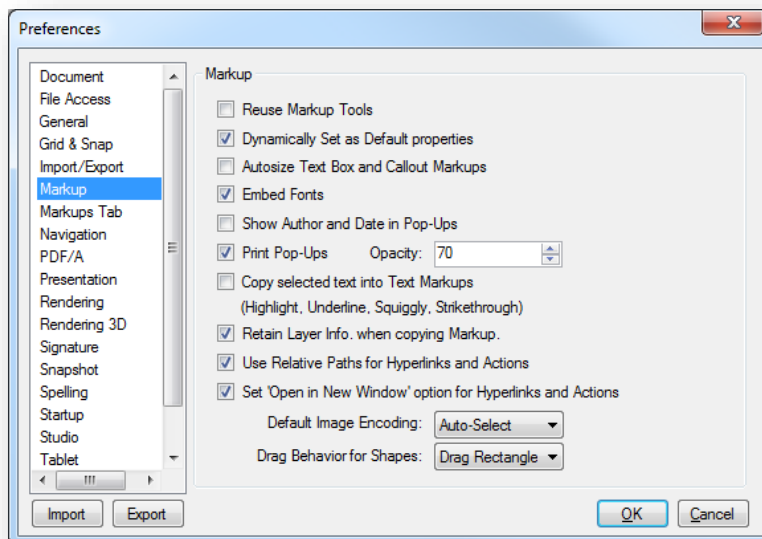 Preferences
Document
File Access
General
Grid & Snap
Import/Export
Markup
Markups Tab
Navigation
PDF/A
Presentation
Rendering
Rendering 3D
Signature
Snapshot
Spelling
Startup
Studio
Tablet
Import Export
Markup
Reuse Markup Tools
Dynamically Set as Default properties
Autosize Text Box and Callout Markups
Embed Fonts
Show Author and Date in Pop-Ups
Print Pop-Ups Opacity: 70
Copy selected text into Text Markups
(Highlight, Underline, Squiggly, Strikethrough)
Retain Layer Info. when copying Markup.
Use Relative Paths for Hyperlinks and Actions
Set 'Open in New Window' option for Hyperlinks and Actions
Default Image Encoding: Auto-Select
Drag Behavior for Shapes: Drag Rectangle
OK Cancel